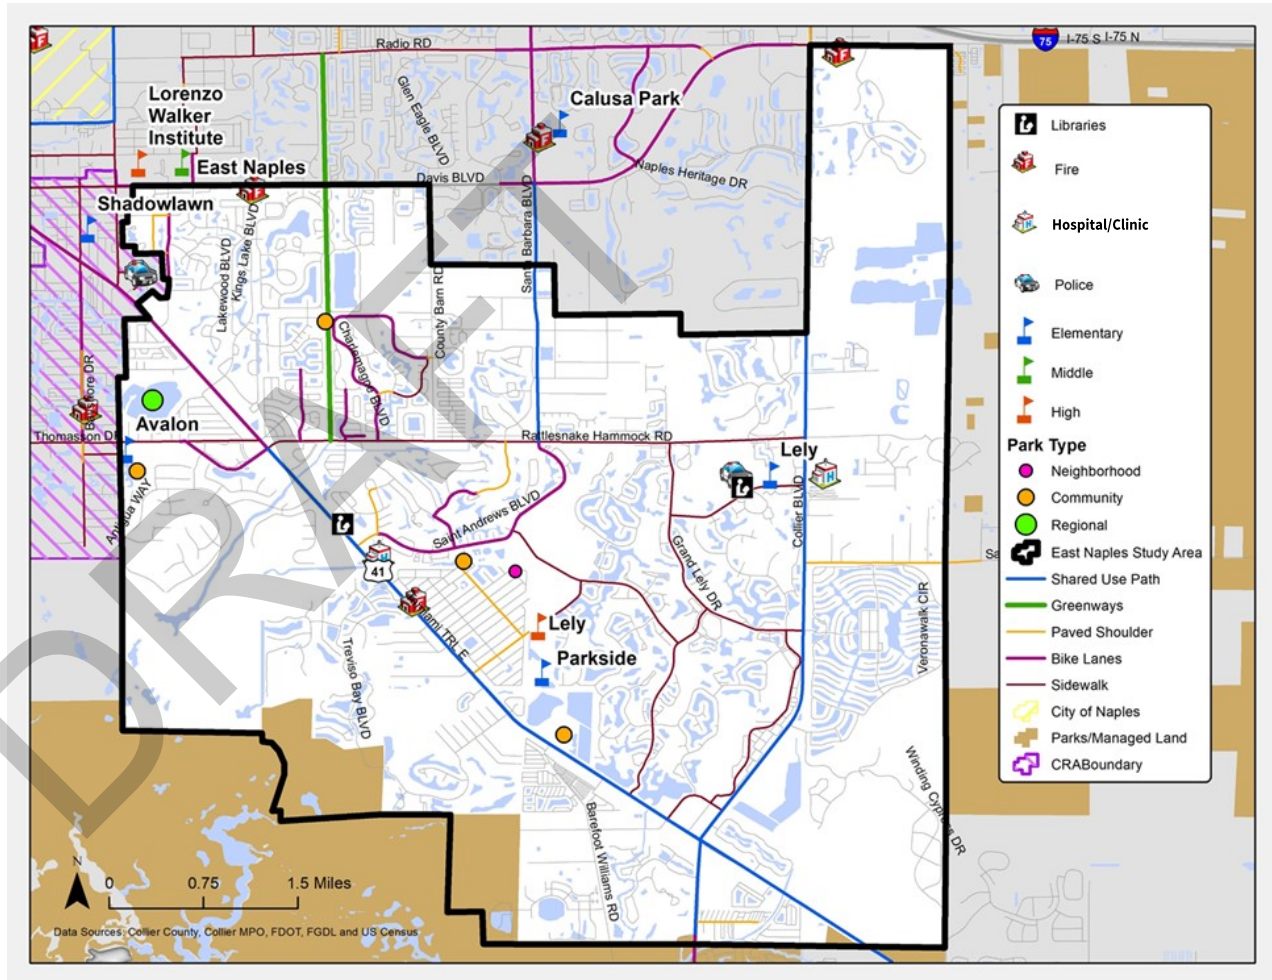 Radio RD
75
I-75 S
I-75 N
Lorenzo
Walker
Institute
Glen Eagle BLVD
Calusa Park
East Naples
Davis BLVD
Naples Heritage DR
Shadowlawn
Santa Barbara BLVD
Lakewood BLVD
Kings Lake BLVD
County Barn RD
Charlemagne BLVD
Avalon
Thomasson DR
Rattlesnake Hammock RD
Lely
Antigua WAY
Saint Andrews BLVD
Collier BLVD
41
Grand Lely DR
Sa
Lely
Parkside
Treviso Bay BLVD
Veronawalk CIR
Winding Cypress DR
Barefoot Williams RD
DRAFT
Libraries
Fire
Hospital/Clinic
Police
Elementary
Middle
High
Park Type
Neighborhood
Community
Regional
East Naples Study Area
Shared Use Path
Greenways
Paved Shoulder
Bike Lanes
Sidewalk
City of Naples
Parks/Managed Land
CRABoundary
N
0 0.75 1.5 Miles
Data Sources: Collier County, Collier MPO, FDOT, FGDL and US Census